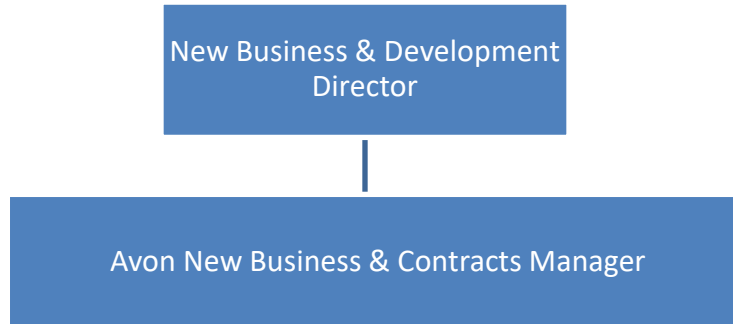 New Business & Development
Director
Avon New Business & Contracts Manager